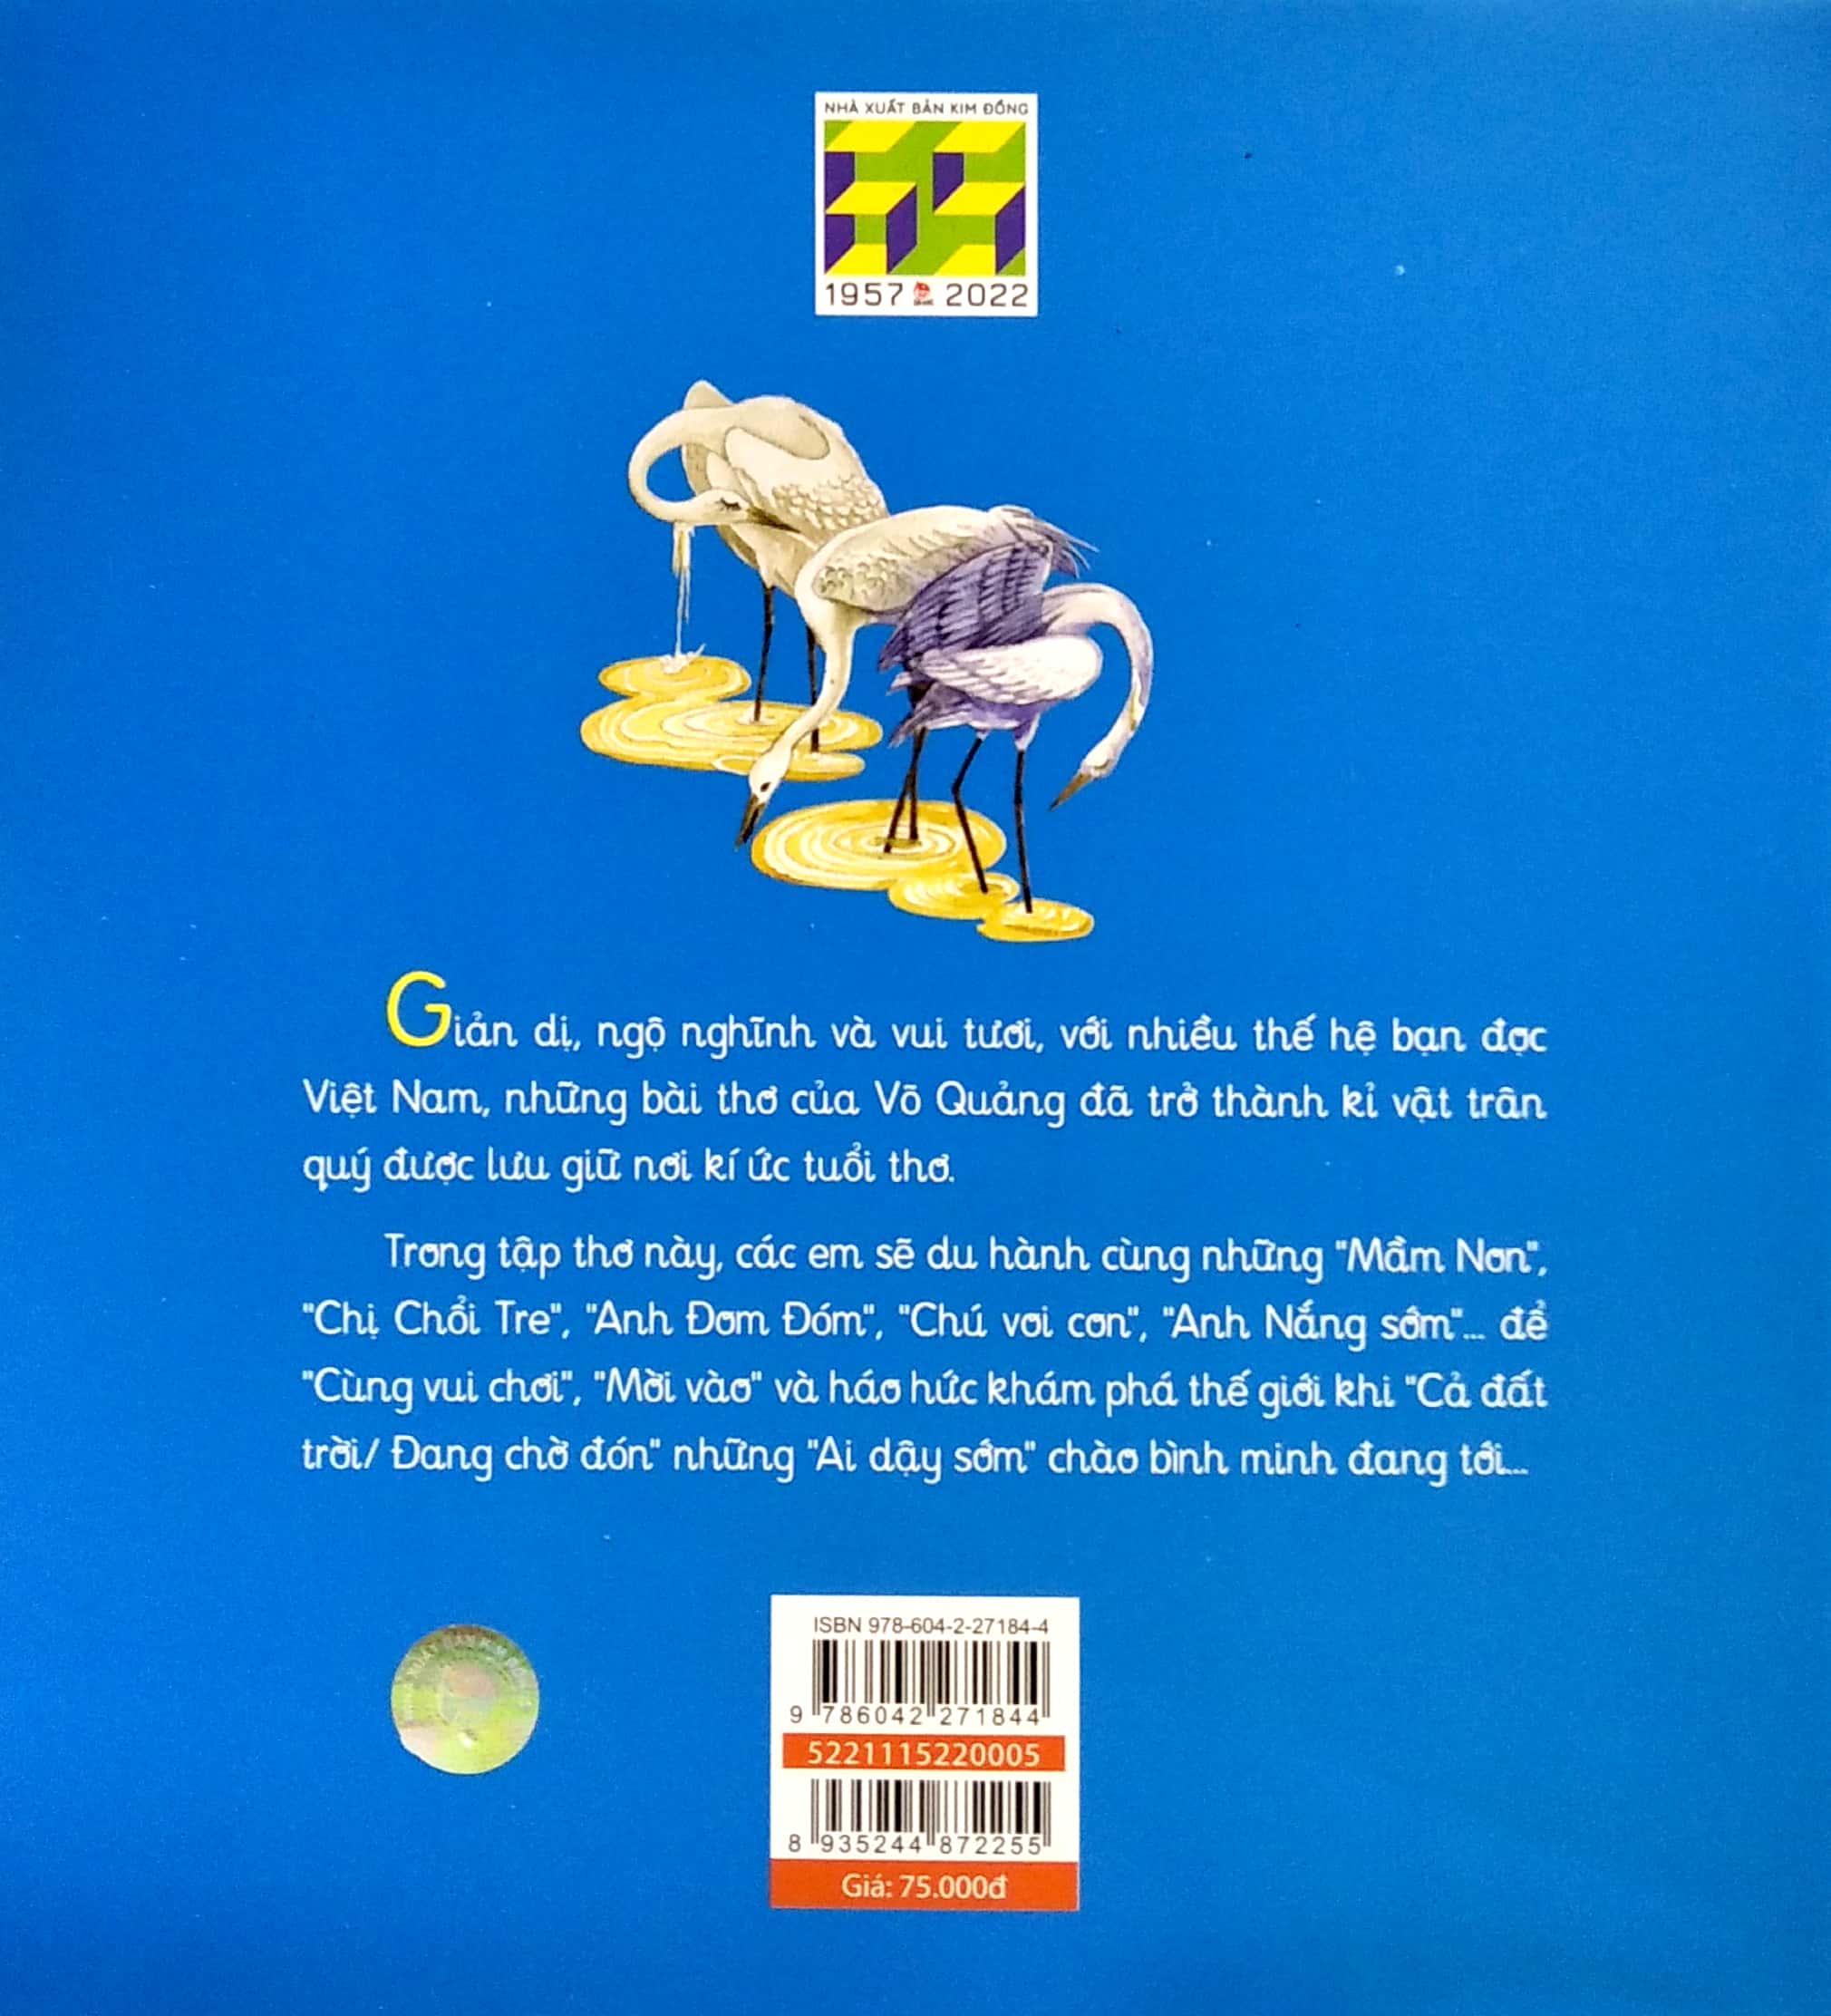 NHÀ XUẤT BẢN KIM ĐỒNG
1957 2022
Giản dị, ngộ nghĩnh và vui tươi, với nhiều thế hệ bạn đọc
Việt Nam, những bài thơ của Võ Quảng đã trở thành kỉ vật trân
quý được lưu giữ nơi kí ức tuổi thơ.
Trong tập thơ này, các em sẽ du hành cùng những "Mầm Non",
"Chị Chổi Tre", "Anh Đom Đóm", "Chú voi con", "Anh Nắng sớm"... để
"Cùng vui chơi", "Mời vào" và háo hức khám phá thế giới khi "Cả đất
trời/ Đang chờ đón" những "Ai dậy sớm" chào bình minh đang tới...
ISBN 978-604-2-27184-4
9 786042 271844
5221115220005
8 935244 872255
Giá: 75.000đ